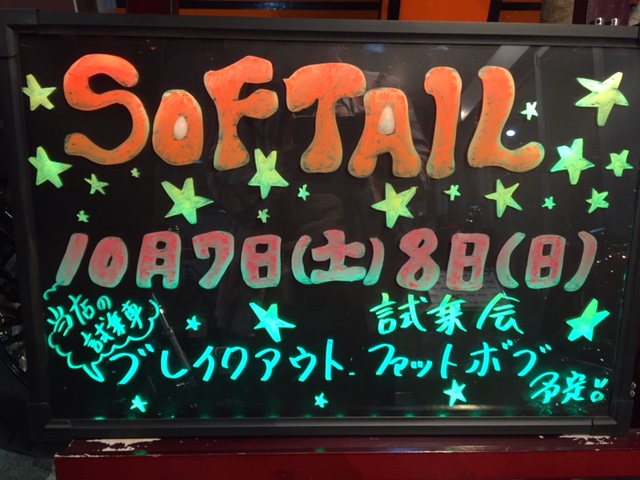 SOFTAIL
10月7日(土)8日(日)
試乗会
当店の
試乗車
ブレイクアウト.ファットボブ
予定!!